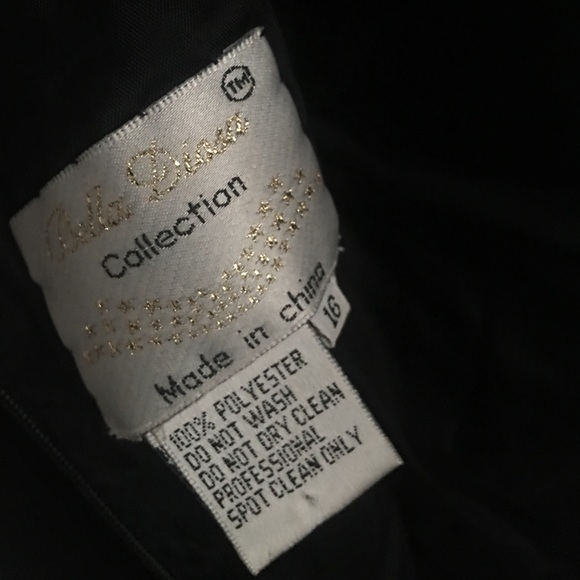 TM
Bella Diosa
Collection
Made in china
16
100% POLYESTER
DO NOT WASH
DO NOT DRY CLEAN
PROFESSIONAL
SPOT CLEAN ONLY